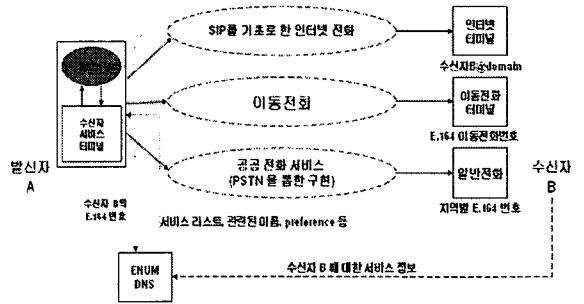 SIP를 기초로 한 인터넷 전화
인터넷
터미널
수신자B@domain
수신자
서비스
터미널
이동전화
이동전화
터미널
E.164 이동전화번호
발신자
A
공공 전화 서비스
(PSTN 을 통한 구현)
일반전화
수신자
B
지역별 E.164 번호
수신자 B의
E.164 번호
서비스 리스트, 관련된 이름, preference 등
ENUM
DNS
수신자 B 에 대한 서비스 정보